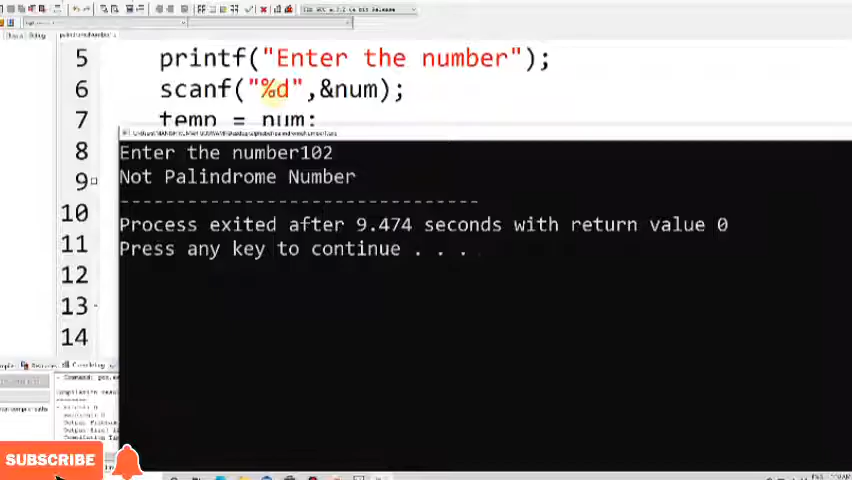 5 printf("Enter the number");
6 scanf("%d",&num);
7 temp = num;
8
9
10
11
12
13
14
Enter the number102
Not Palindrome Number
--------------------------------
Process exited after 9.474 seconds with return value 0
Press any key to continue . . .
SUBSCRIBE